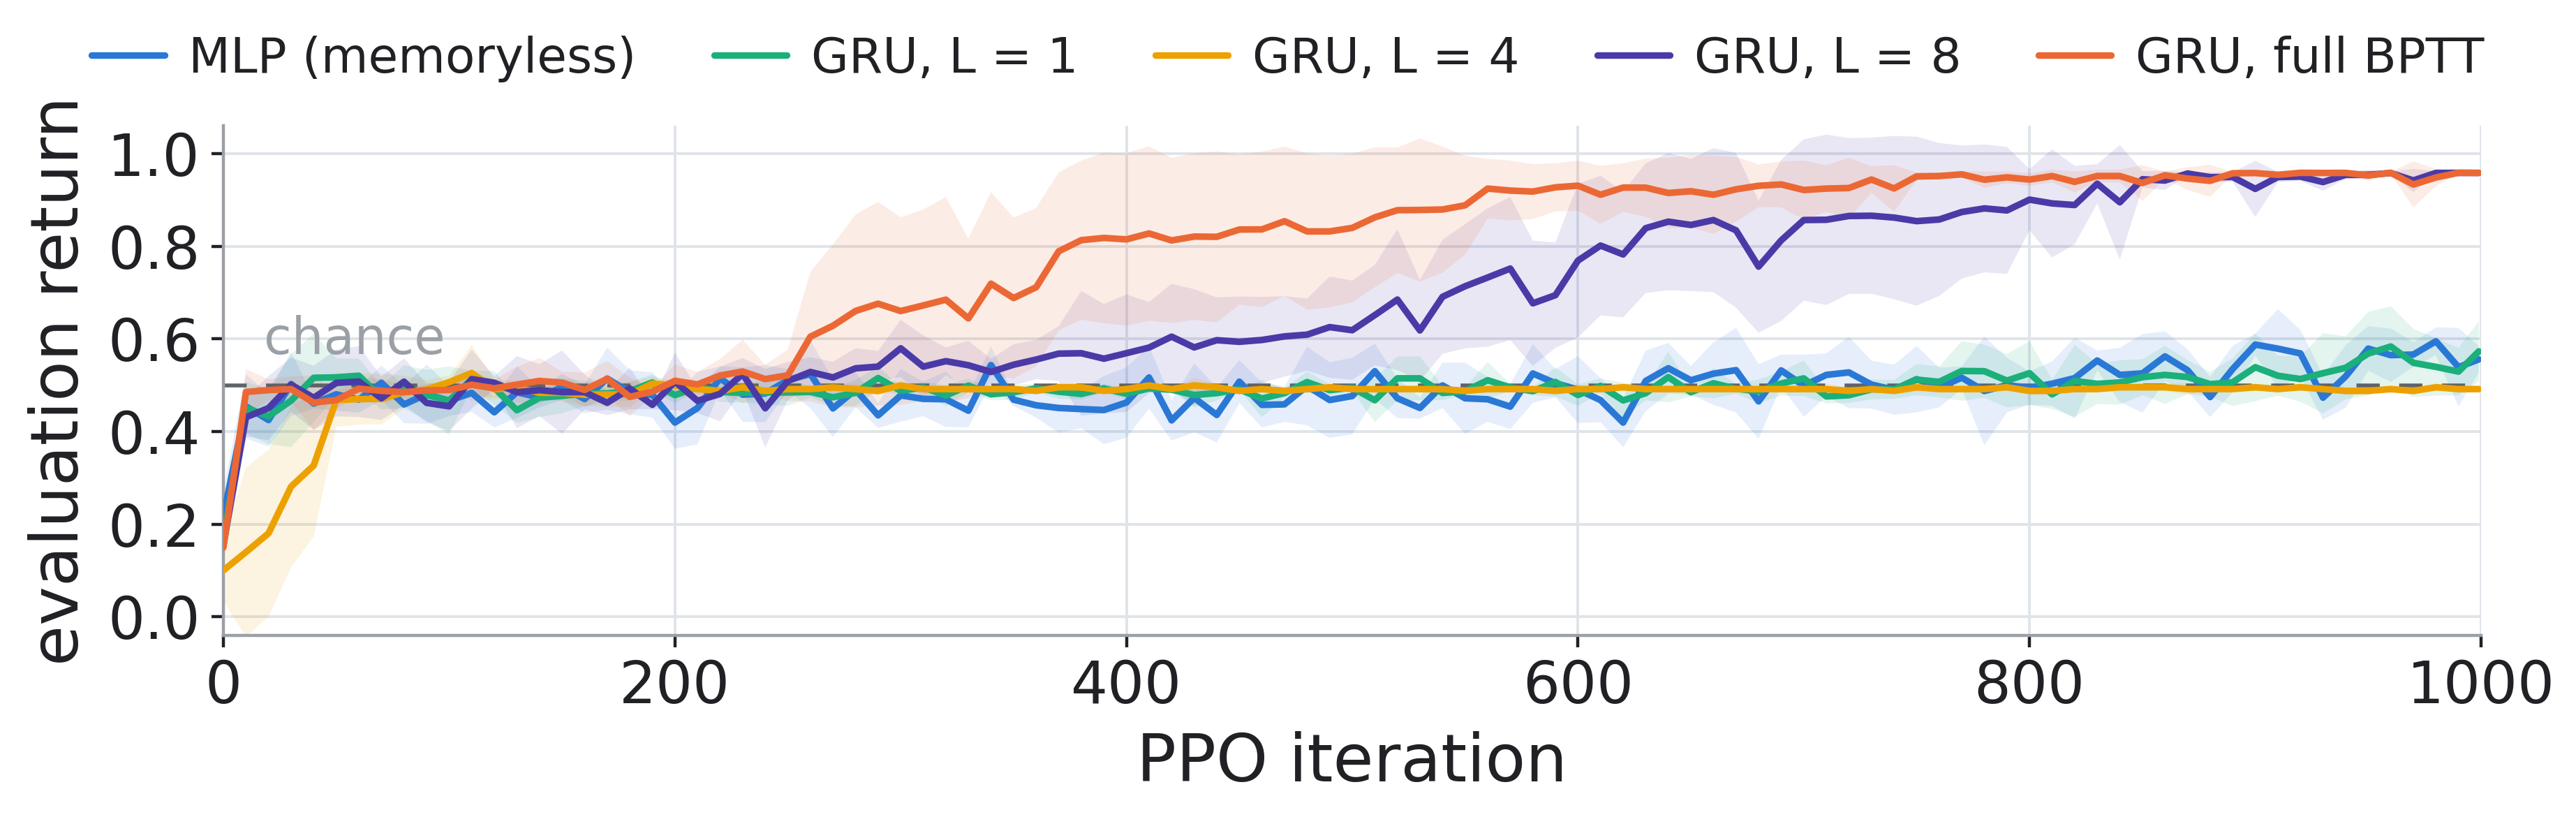 MLP (memoryless) GRU, L = 1 GRU, L = 4 GRU, L = 8 GRU, full BPTT
evaluation return
1.0
0.8
0.6
0.4
0.2
0.0
chance
0 200 400 600 800 1000
PPO iteration